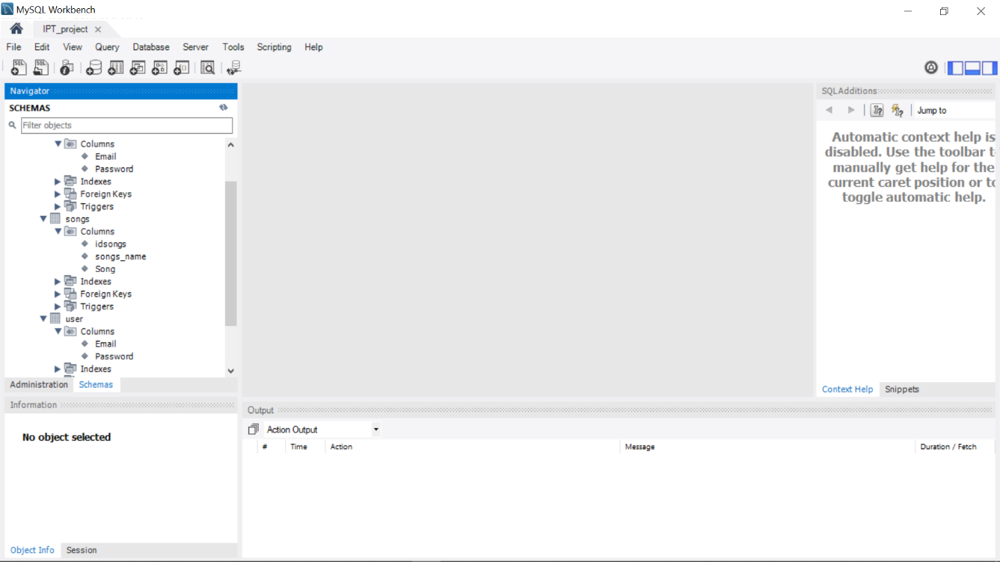 MySQL Workbench
IPT_project
File Edit View Query Database Server Tools Scripting Help
Navigator
SCHEMAS
Filter objects
Columns
Email
Password
Indexes
Foreign Keys
Triggers
songs
Columns
idsongs
songs_name
Song
Indexes
Foreign Keys
Triggers
user
Columns
Email
Password
Indexes
Administration Schemas
Information
No object selected
Object Info Session
SQLAdditions
Jump to
Automatic context help is
disabled. Use the toolbar t
manually get help for the
current caret position or to
toggle automatic help.
Context Help Snippets
Output
Action Output
# Time Action Message Duration / Fetch